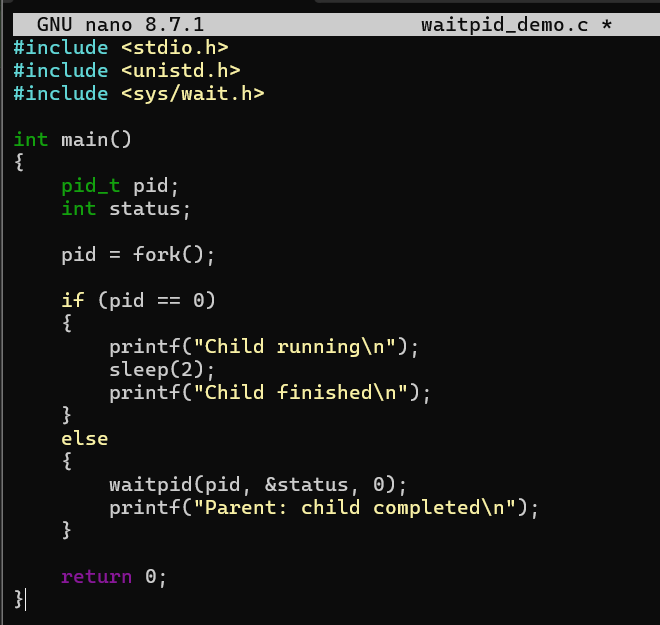 GNU nano 8.7.1 waitpid_demo.c *
#include <stdio.h>
#include <unistd.h>
#include <sys/wait.h>

int main()
{
    pid_t pid;
    int status;

    pid = fork();

    if (pid == 0)
    {
        printf("Child running\n");
        sleep(2);
        printf("Child finished\n");
    }
    else
    {
        waitpid(pid, &status, 0);
        printf("Parent: child completed\n");
    }

    return 0;
}